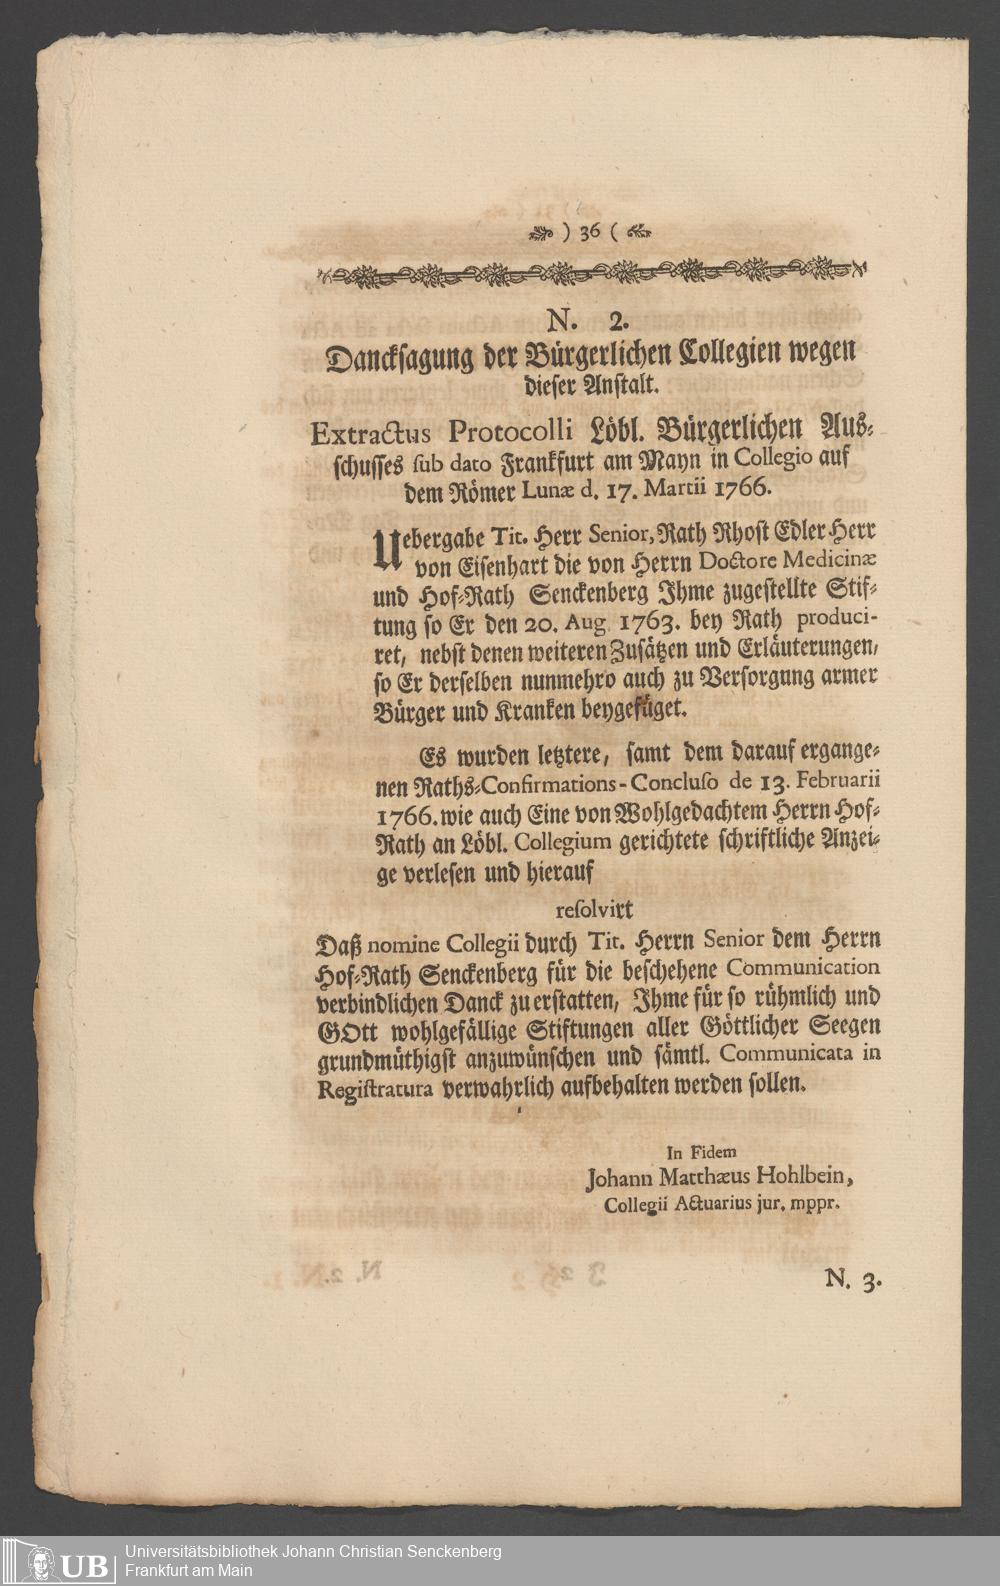 ) 36 (
N. 2.
Dancksagung der Bürgerlichen Collegien wegen
dieser Anstalt.
Extractus Protocolli Löbl. Bürgerlichen Aus-
schusses sub dato Franckfurt am Mayn in Collegio auf
dem Römer Lunæ d. 17. Martii 1766.
Uebergabe Tit. Herr Senior, Rath Rhost Edler Herr
von Eisenhart die von Herrn Doctore Medicinæ
und Hof-Rath Senckenberg Ihme zugestellte Stif-
tung so Er den 20. Aug. 1763. bey Rath produci-
ret, nebst denen weiteren Zusätzen und Erläuterungen,
so Er derselben nunmehro auch zu Versorgung armer
Bürger und Kranken beygefüget.
Es wurden letztere, samt dem darauf ergange-
nen Raths-Confirmations-Concluso de 13. Februarii
1766. wie auch Eine von Wohlgedachtem Herrn Hof-
Rath an Löbl. Collegium gerichtete schriftliche Anzei-
ge verlesen und hierauf
resolvirt
Daß nomine Collegii durch Tit. Herrn Senior dem Herrn
Hof-Rath Senckenberg für die beschehene Communication
verbindlichen Danck zu erstatten, Ihme für so rühmlich und
GOtt wohlgefällige Stiftungen aller Göttlicher Seegen
grundmüthigst anzuwünschen und sämtl. Communicata in
Registratura verwahrlich aufbehalten werden sollen.
In Fidem
Johann Matthæus Hohlbein,
Collegii Actuarius jur. mppr.
N. 3.
UB
Universitätsbibliothek Johann Christian Senckenberg
Frankfurt am Main